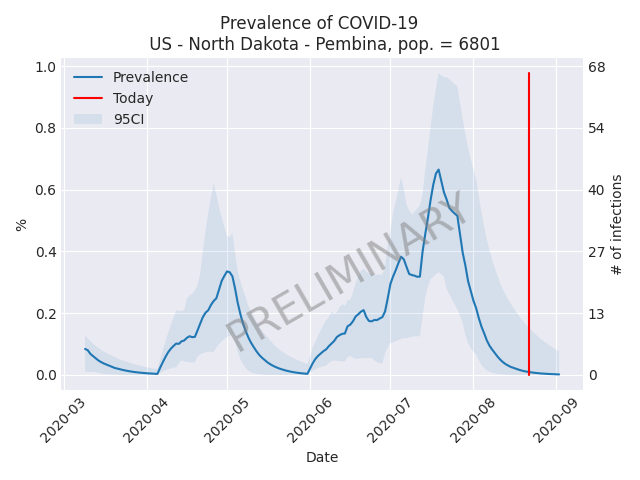 Prevalence of COVID-19
US - North Dakota - Pembina, pop. = 6801
Prevalence
Today
95CI
PRELIMINARY
%
1.0
0.8
0.6
0.4
0.2
0.0
68
54
40
27
13
0
# of infections
2020-03
2020-04
2020-05
2020-06
2020-07
2020-08
2020-09
Date